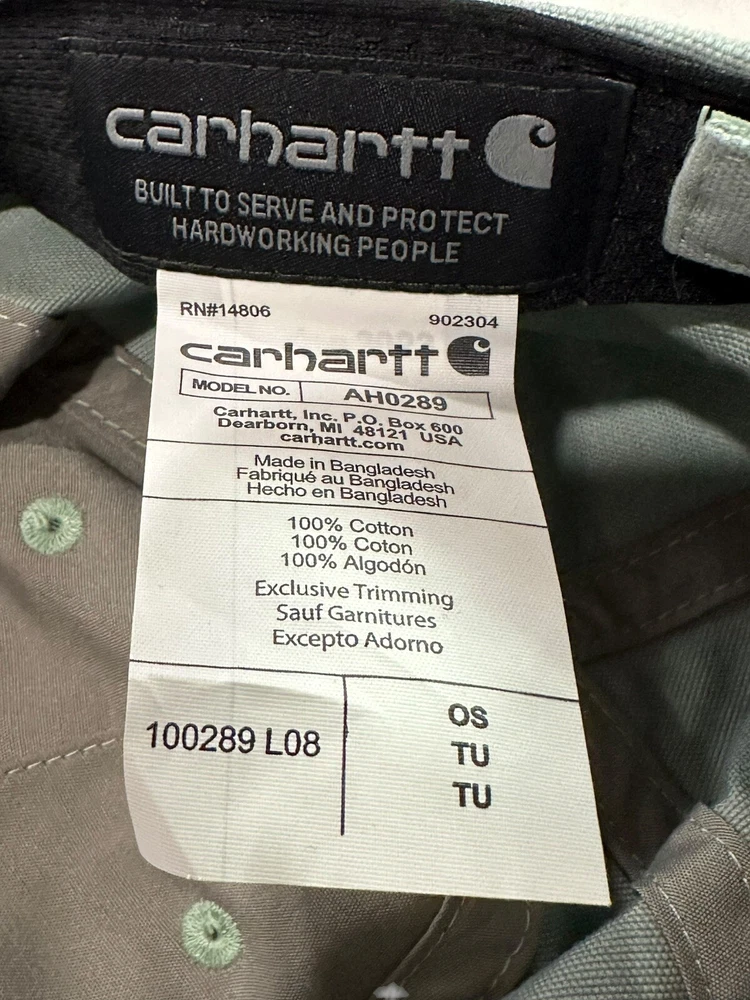 carhartt
BUILT TO SERVE AND PROTECT
HARDWORKING PEOPLE
RN#14806 902304
carhartt
MODEL NO. AH0289
Carhartt, Inc. P.O. Box 600
Dearborn, MI 48121 USA
carhartt.com
Made in Bangladesh
Fabriqué au Bangladesh
Hecho en Bangladesh
100% Cotton
100% Coton
100% Algodón
Exclusive Trimming
Sauf Garnitures
Excepto Adorno
100289 L08
OS
TU
TU